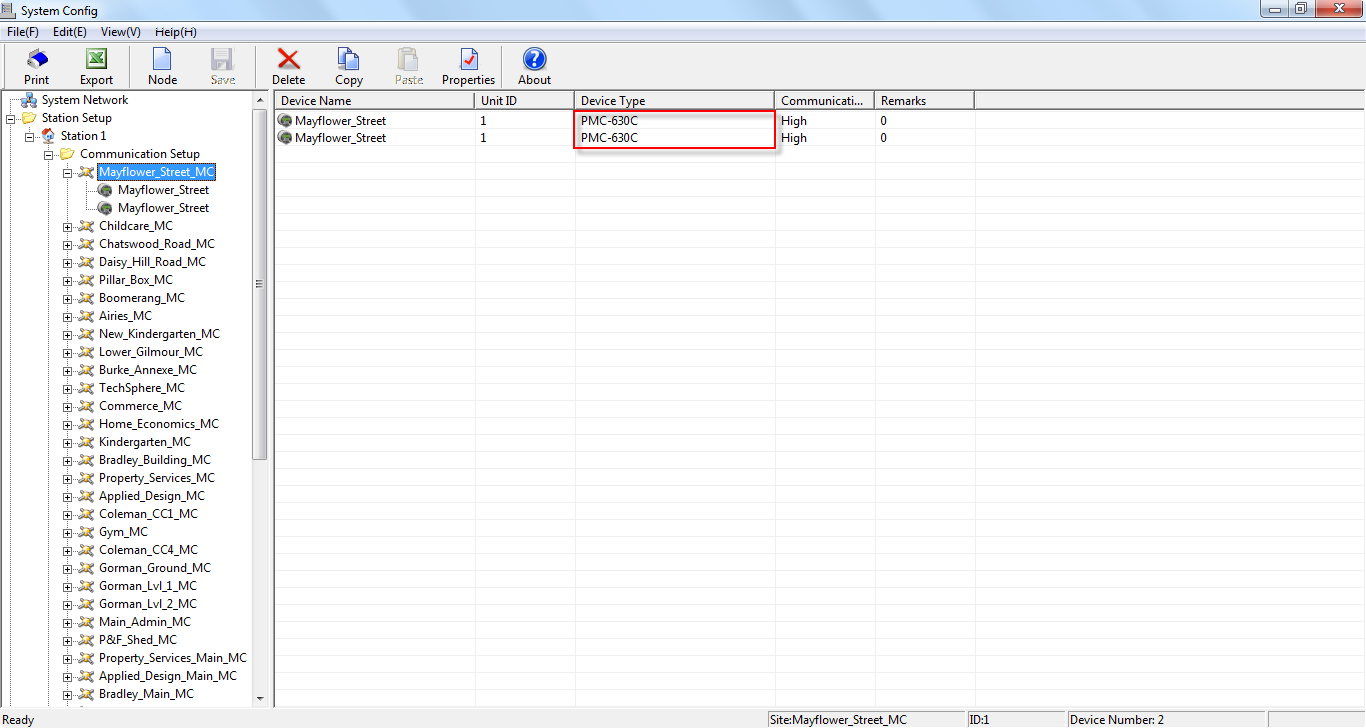 System Config
File(F) Edit(E) View(V) Help(H)
Print Export Node Save Delete Copy Paste Properties About
System Network
Station Setup
Station 1
Communication Setup
Mayflower_Street_MC
Mayflower_Street
Mayflower_Street
Childcare_MC
Chatswood_Road_MC
Daisy_Hill_Road_MC
Pillar_Box_MC
Boomerang_MC
Airies_MC
New_Kindergarten_MC
Lower_Gilmour_MC
Burke_Annexe_MC
TechSphere_MC
Commerce_MC
Home_Economics_MC
Kindergarten_MC
Bradley_Building_MC
Property_Services_MC
Applied_Design_MC
Coleman_CC1_MC
Gym_MC
Coleman_CC4_MC
Gorman_Ground_MC
Gorman_Lvl_1_MC
Gorman_Lvl_2_MC
Main_Admin_MC
P&F_Shed_MC
Property_Services_Main_MC
Applied_Design_Main_MC
Bradley_Main_MC
Device Name Unit ID Device Type Communicati... Remarks
Mayflower_Street 1 PMC-630C High 0
Mayflower_Street 1 PMC-630C High 0
Ready Site:Mayflower_Street_MC ID:1 Device Number: 2